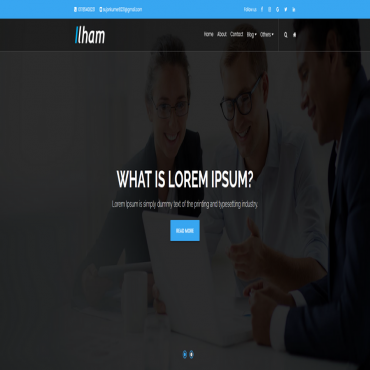 Follow us
Ilham
Home About Contact Blog Others
WHAT IS LOREM IPSUM?
Lorem Ipsum is simply dummy text of the printing and typesetting industry
READ MORE